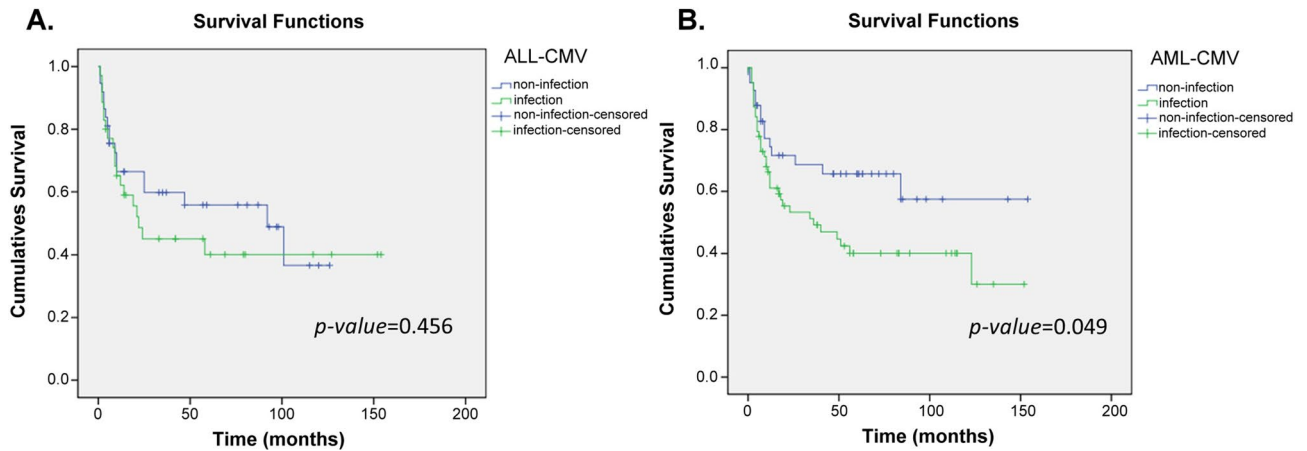 A.
Survival Functions
ALL-CMV
non-infection
infection
non-infection-censored
infection-censored
Cumulatives Survival
1.0
0.8
0.6
0.4
0.2
0.0
p-value=0.456
0 50 100 150 200
Time (months)
B.
Survival Functions
AML-CMV
non-infection
infection
non-infection-censored
infection-censored
Cumulatives Survival
1.0
0.8
0.6
0.4
0.2
0.0
p-value=0.049
0 50 100 150 200
Time (months)